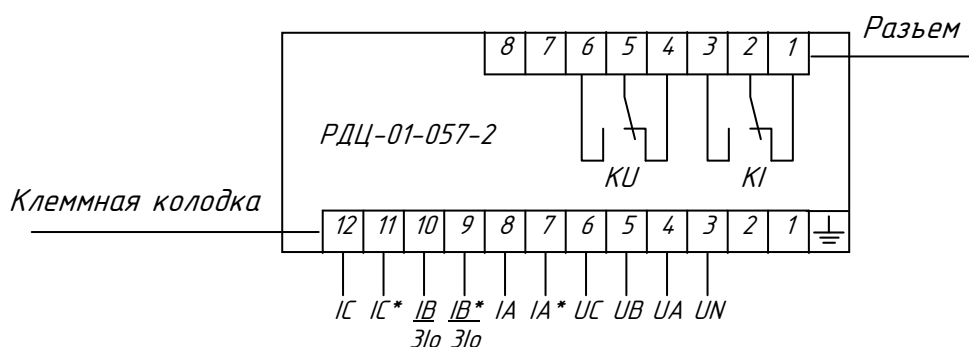 Разъем
8 7 6 5 4 3 2 1
РДЦ-01-057-2
KU KI
Клеммная колодка
12 11 10 9 8 7 6 5 4 3 2 1
IC IC* IB IB* IA IA* UC UB UA UN
3Io 3Io